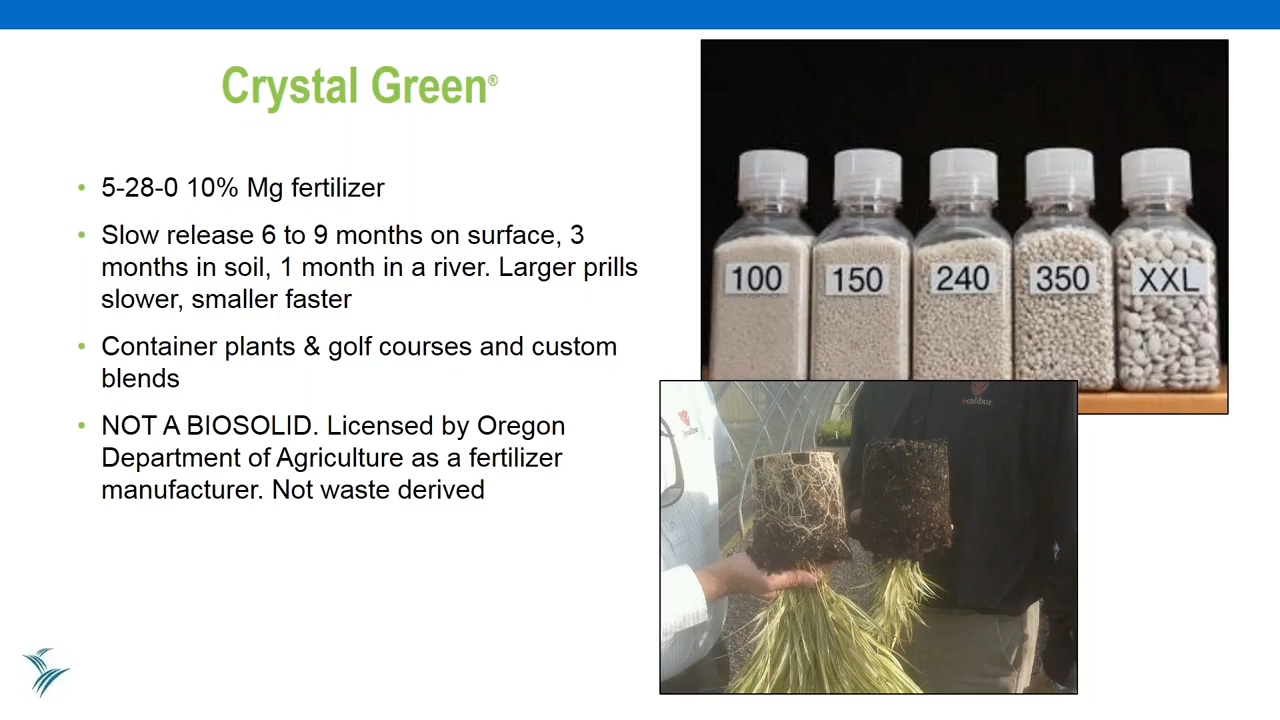 Crystal Green®
• 5-28-0 10% Mg fertilizer
• Slow release 6 to 9 months on surface, 3
months in soil, 1 month in a river. Larger prills
slower, smaller faster
• Container plants & golf courses and custom
blends
• NOT A BIOSOLID. Licensed by Oregon
Department of Agriculture as a fertilizer
manufacturer. Not waste derived
100
150
240
350
XXL